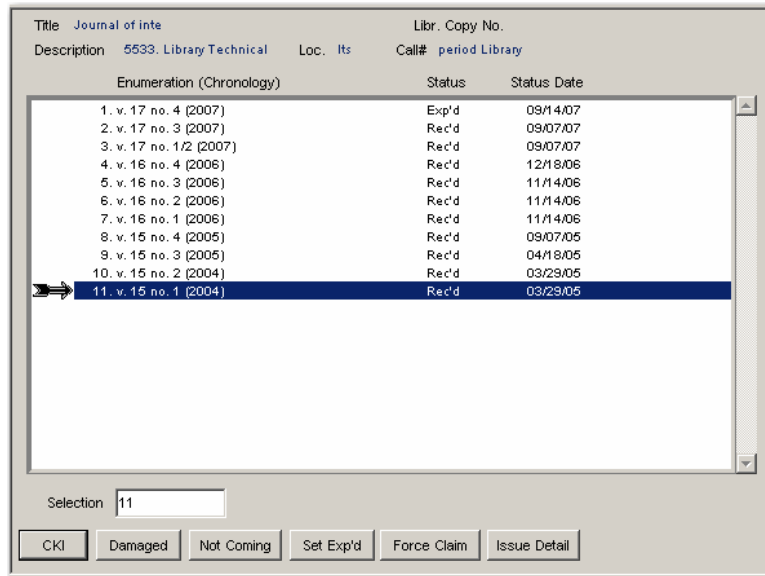 Title Journal of inte Libr. Copy No.
Description 5533. Library Technical Loc. lts Call# period Library
Enumeration (Chronology) Status Status Date
1. v. 17 no. 4 (2007) Exp'd 09/14/07
2. v. 17 no. 3 (2007) Rec'd 09/07/07
3. v. 17 no. 1/2 (2007) Rec'd 09/07/07
4. v. 16 no. 4 (2006) Rec'd 12/18/06
5. v. 16 no. 3 (2006) Rec'd 11/14/06
6. v. 16 no. 2 (2006) Rec'd 11/14/06
7. v. 16 no. 1 (2006) Rec'd 11/14/06
8. v. 15 no. 4 (2005) Rec'd 09/07/05
9. v. 15 no. 3 (2005) Rec'd 04/18/05
10. v. 15 no. 2 (2004) Rec'd 03/29/05
11. v. 15 no. 1 (2004) Rec'd 03/29/05
Selection 11
CKI Damaged Not Coming Set Exp'd Force Claim Issue Detail